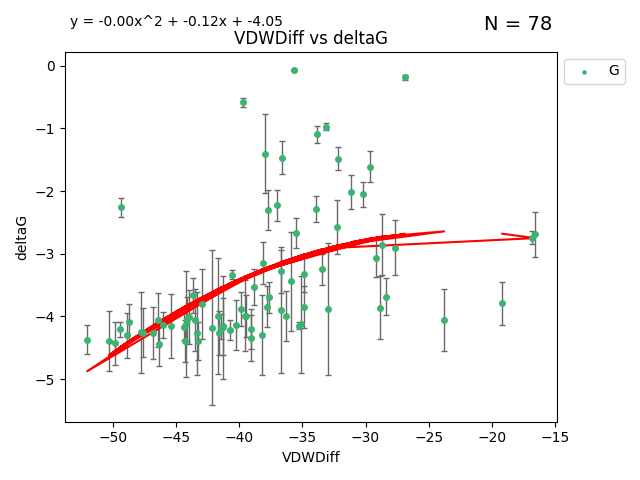 y = -0.00x^2 + -0.12x + -4.05
N = 78
VDWDiff vs deltaG
G
0
−1
−2
−3
−4
−5
deltaG
−50
−45
−40
−35
−30
−25
−20
−15
VDWDiff